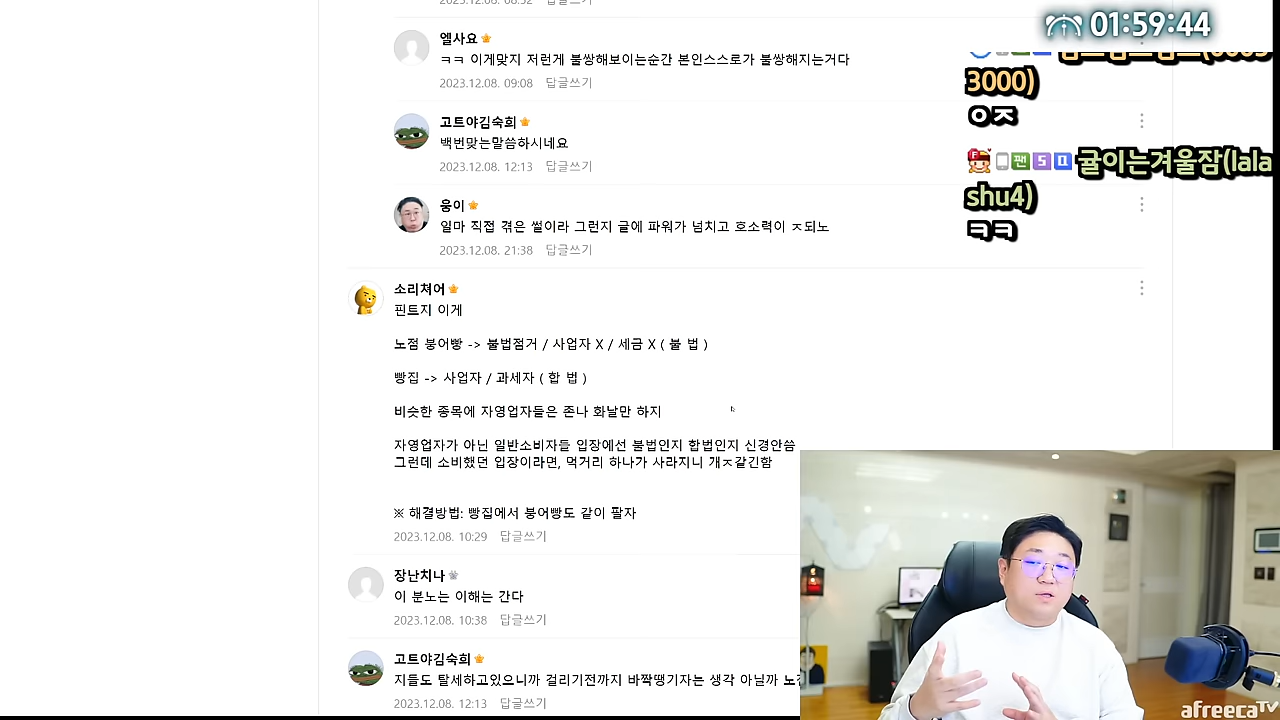 01:59:44
엘사요
ㅋㅋ 이게맞지 저런게 불쌍해보이는순간 본인스스로가 불쌍해지는거다
2023.12.08. 09:08 답글쓰기
3000)
ㅇㅈ
고트야김숙희
백번맞는말씀하시네요
2023.12.08. 12:13 답글쓰기
팬 5 귤이는겨울잠(lala
shu4)
ㅋㅋ
웅이
얼마 직접 겪은 썰이라 그런지 글에 파워가 넘치고 호소력이 ㅈ되노
2023.12.08. 21:38 답글쓰기
소리쳐어
핀트지 이게
노점 붕어빵 -> 불법점거 / 사업자 X / 세금 X ( 불 법 )
빵집 -> 사업자 / 과세자 ( 합 법 )
비슷한 종목에 자영업자들은 존나 화날만 하지
자영업자가 아닌 일반소비자들 입장에선 불법인지 합법인지 신경안씀
그런데 소비했던 입장이라면, 먹거리 하나가 사라지니 개ㅈ같긴함
※ 해결방법: 빵집에서 붕어빵도 같이 팔자
2023.12.08. 10:29 답글쓰기
장난치나
이 분노는 이해는 간다
2023.12.08. 10:38 답글쓰기
고트야김숙희
지들도 탈세하고있으니까 걸리기전까지 바짝땡기자는 생각 아닐까
2023.12.08. 12:13 답글쓰기
afreecaTV